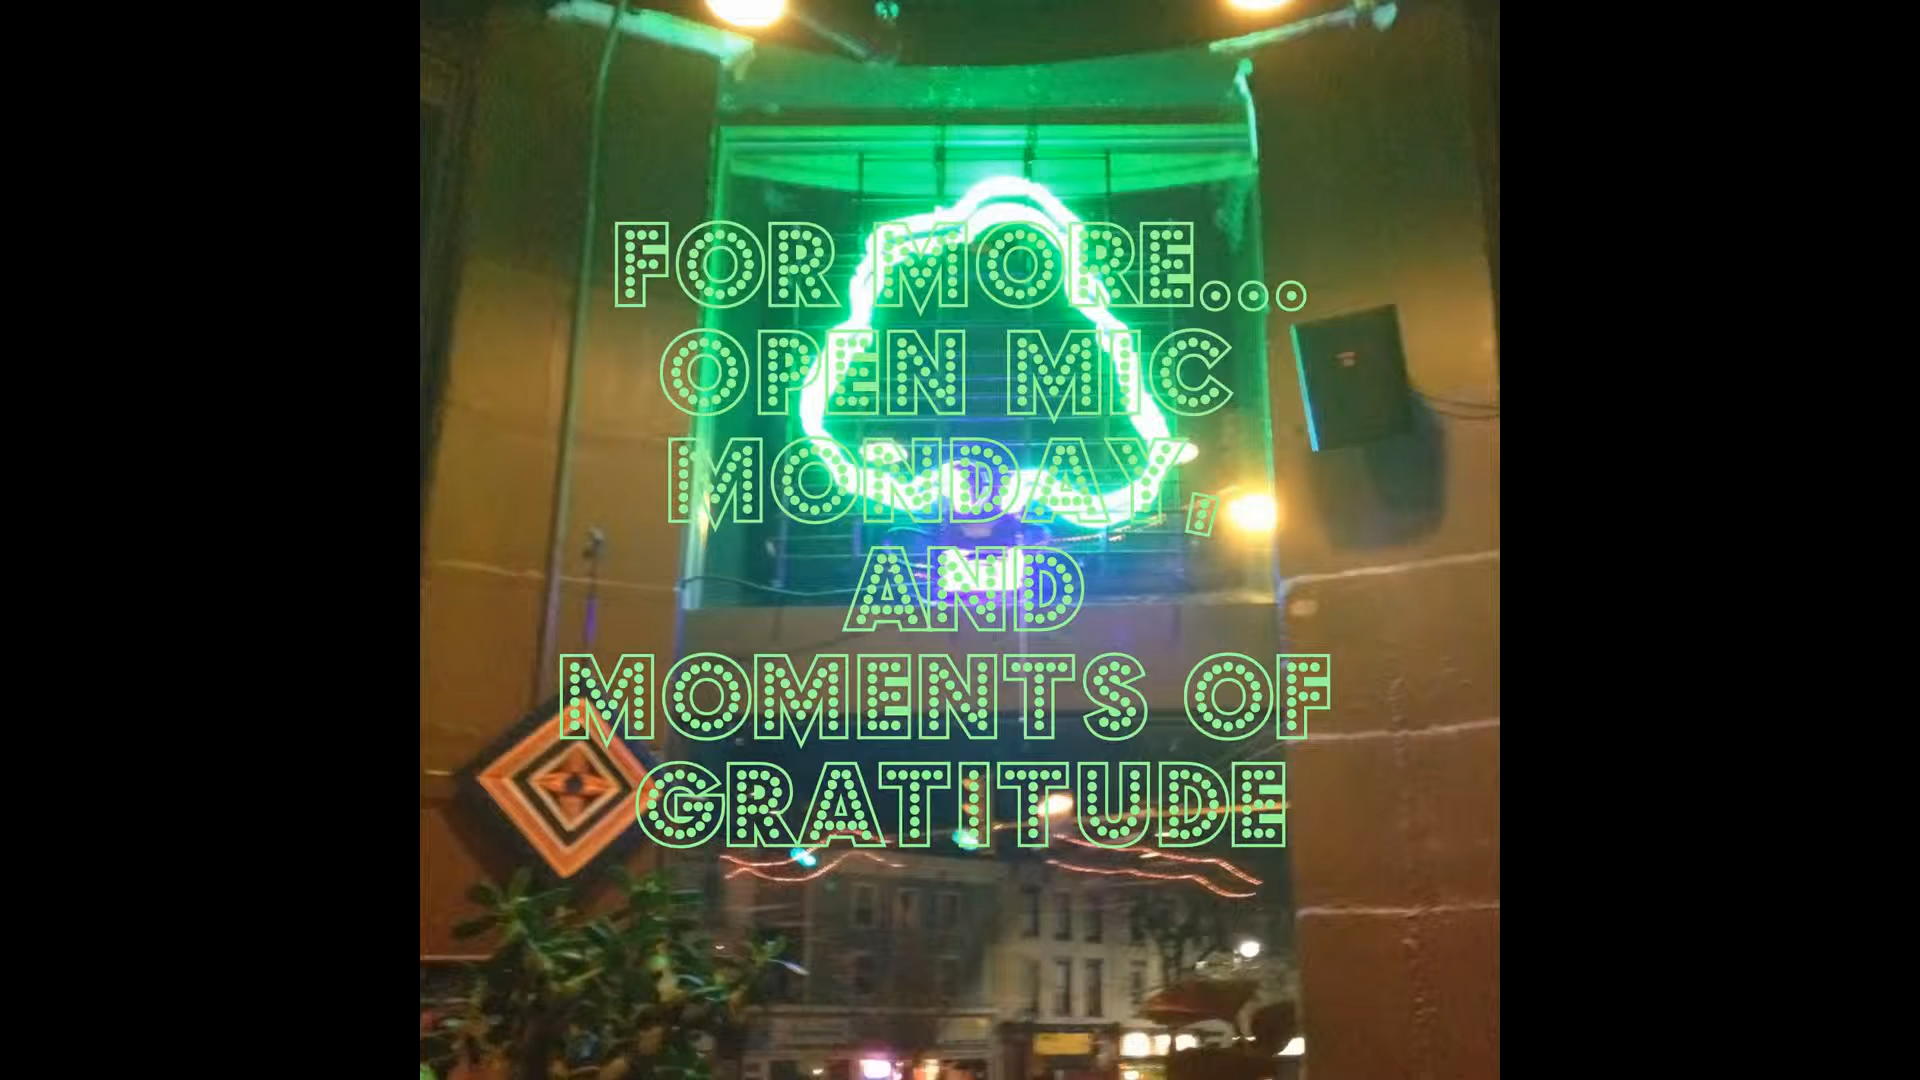 FOR MORE...
OPEN MIC
MONDAY,
AND
MOMENTS OF
GRATITUDE